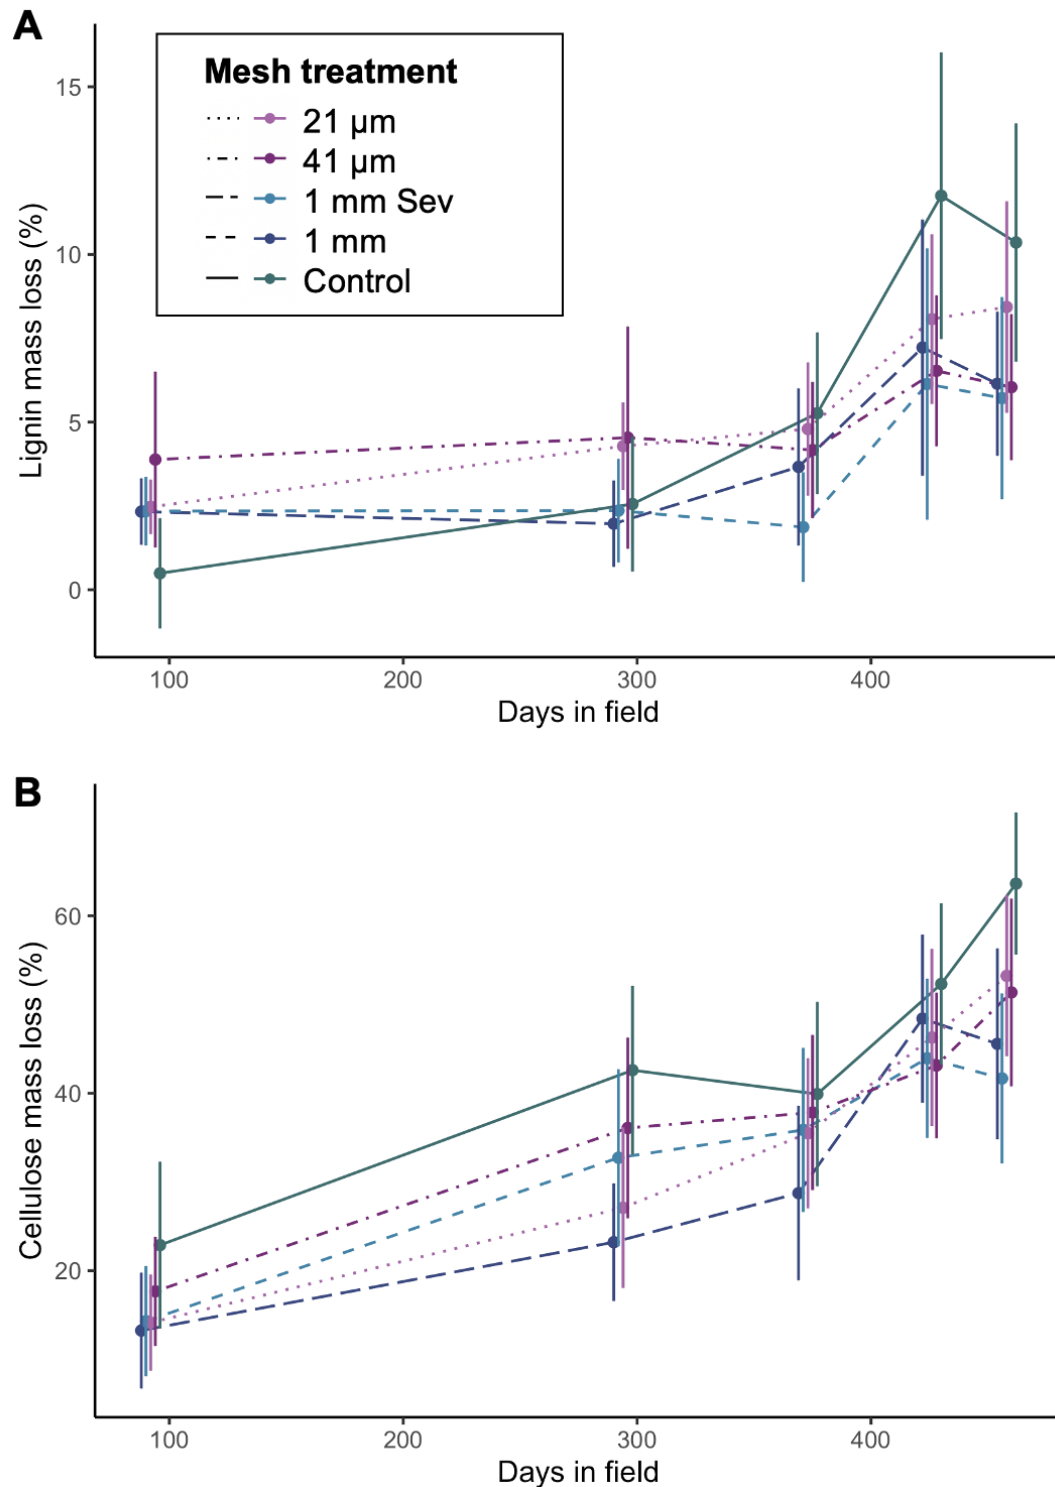 A
Mesh treatment
21 µm
41 µm
1 mm Sev
1 mm
Control
15
10
5
0
Lignin mass loss (%)
100 200 300 400
Days in field
B
60
40
20
Cellulose mass loss (%)
100 200 300 400
Days in field